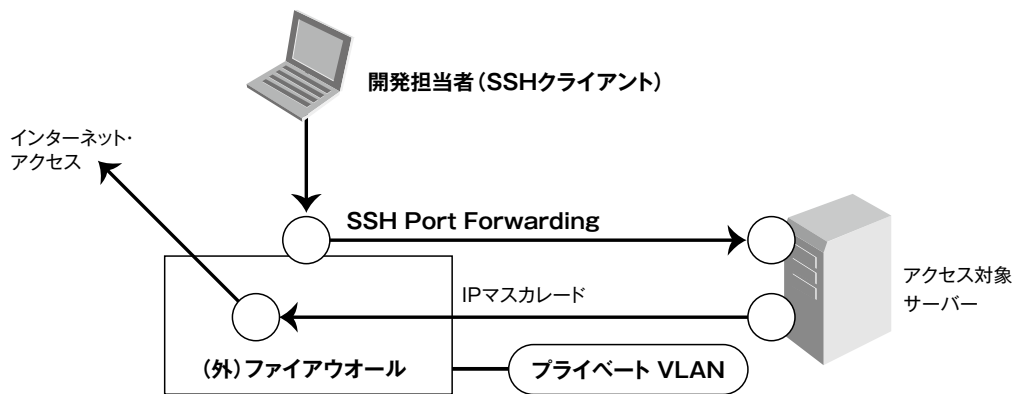 開発担当者（SSHクライアント）
インターネット・
アクセス
SSH Port Forwarding
アクセス対象
サーバー
IPマスカレード
（外）ファイアウオール
プライベート VLAN